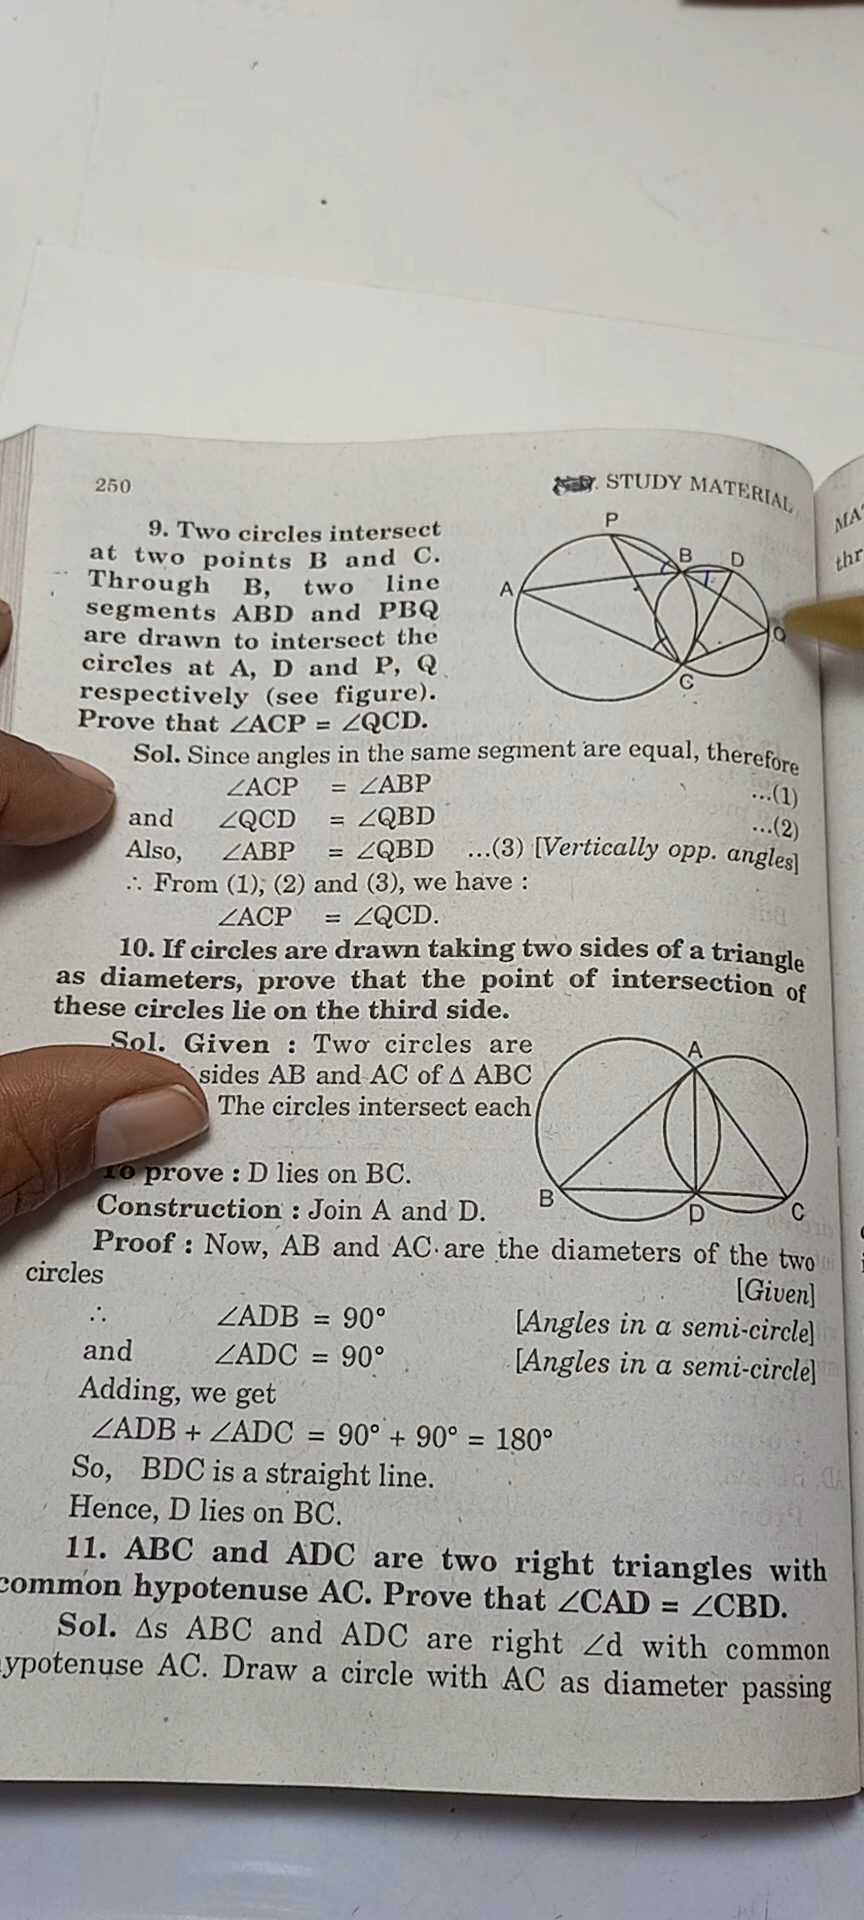 250
STUDY MATERIAL
9. Two circles intersect
at two points B and C.
Through B, two line
segments ABD and PBQ
are drawn to intersect the
circles at A, D and P, Q
respectively (see figure).
Prove that ∠ACP = ∠QCD.
P
B
D
A
Q
C
Sol. Since angles in the same segment are equal, therefore
∠ACP = ∠ABP ...(1)
and ∠QCD = ∠QBD ...(2)
Also, ∠ABP = ∠QBD ...(3) [Vertically opp. angles]
∴ From (1), (2) and (3), we have :
∠ACP = ∠QCD.
10. If circles are drawn taking two sides of a triangle
as diameters, prove that the point of intersection of
these circles lie on the third side.
Sol. Given : Two circles are
sides AB and AC of Δ ABC
The circles intersect each
To prove : D lies on BC.
Construction : Join A and D.
A
B
D
C
Proof : Now, AB and AC are the diameters of the two
circles [Given]
∴ ∠ADB = 90° [Angles in a semi-circle]
and ∠ADC = 90° [Angles in a semi-circle]
Adding, we get
∠ADB + ∠ADC = 90° + 90° = 180°
So, BDC is a straight line.
Hence, D lies on BC.
11. ABC and ADC are two right triangles with
common hypotenuse AC. Prove that ∠CAD = ∠CBD.
Sol. Δs ABC and ADC are right ∠d with common
ypotenuse AC. Draw a circle with AC as diameter passing
MA
thr